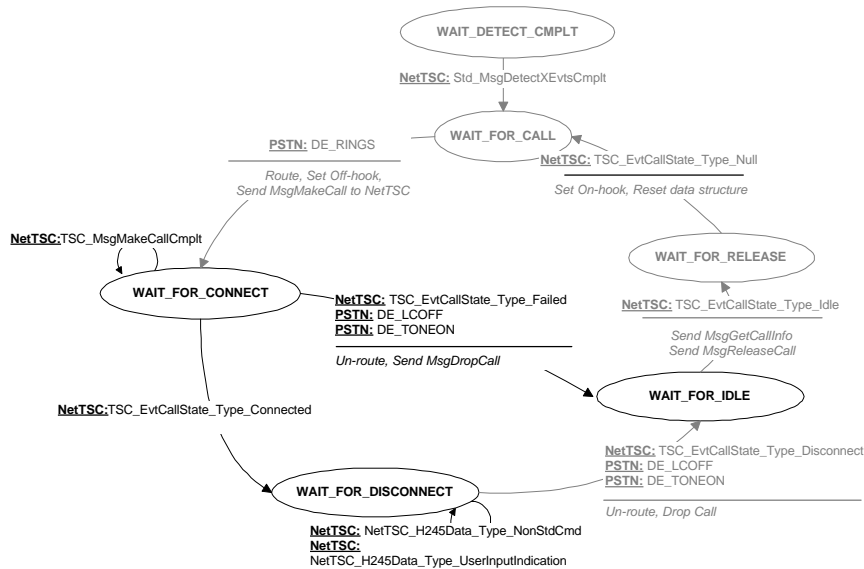 WAIT_DETECT_CMPLT
NetTSC: Std_MsgDetectXEvtsCmplt
WAIT_FOR_CALL
PSTN: DE_RINGS
NetTSC: TSC_EvtCallState_Type_Null
Route, Set Off-hook,
Send MsgMakeCall to NetTSC
Set On-hook, Reset data structure
NetTSC:TSC_MsgMakeCallCmplt
WAIT_FOR_RELEASE
WAIT_FOR_CONNECT
NetTSC: TSC_EvtCallState_Type_Failed
PSTN: DE_LCOFF
PSTN: DE_TONEON
NetTSC: TSC_EvtCallState_Type_Idle
Send MsgGetCallInfo
Send MsgReleaseCall
Un-route, Send MsgDropCall
WAIT_FOR_IDLE
NetTSC:TSC_EvtCallState_Type_Connected
NetTSC: TSC_EvtCallState_Type_Disconnect
PSTN: DE_LCOFF
PSTN: DE_TONEON
WAIT_FOR_DISCONNECT
Un-route, Drop Call
NetTSC: NetTSC_H245Data_Type_NonStdCmd
NetTSC:
NetTSC_H245Data_Type_UserInputIndication